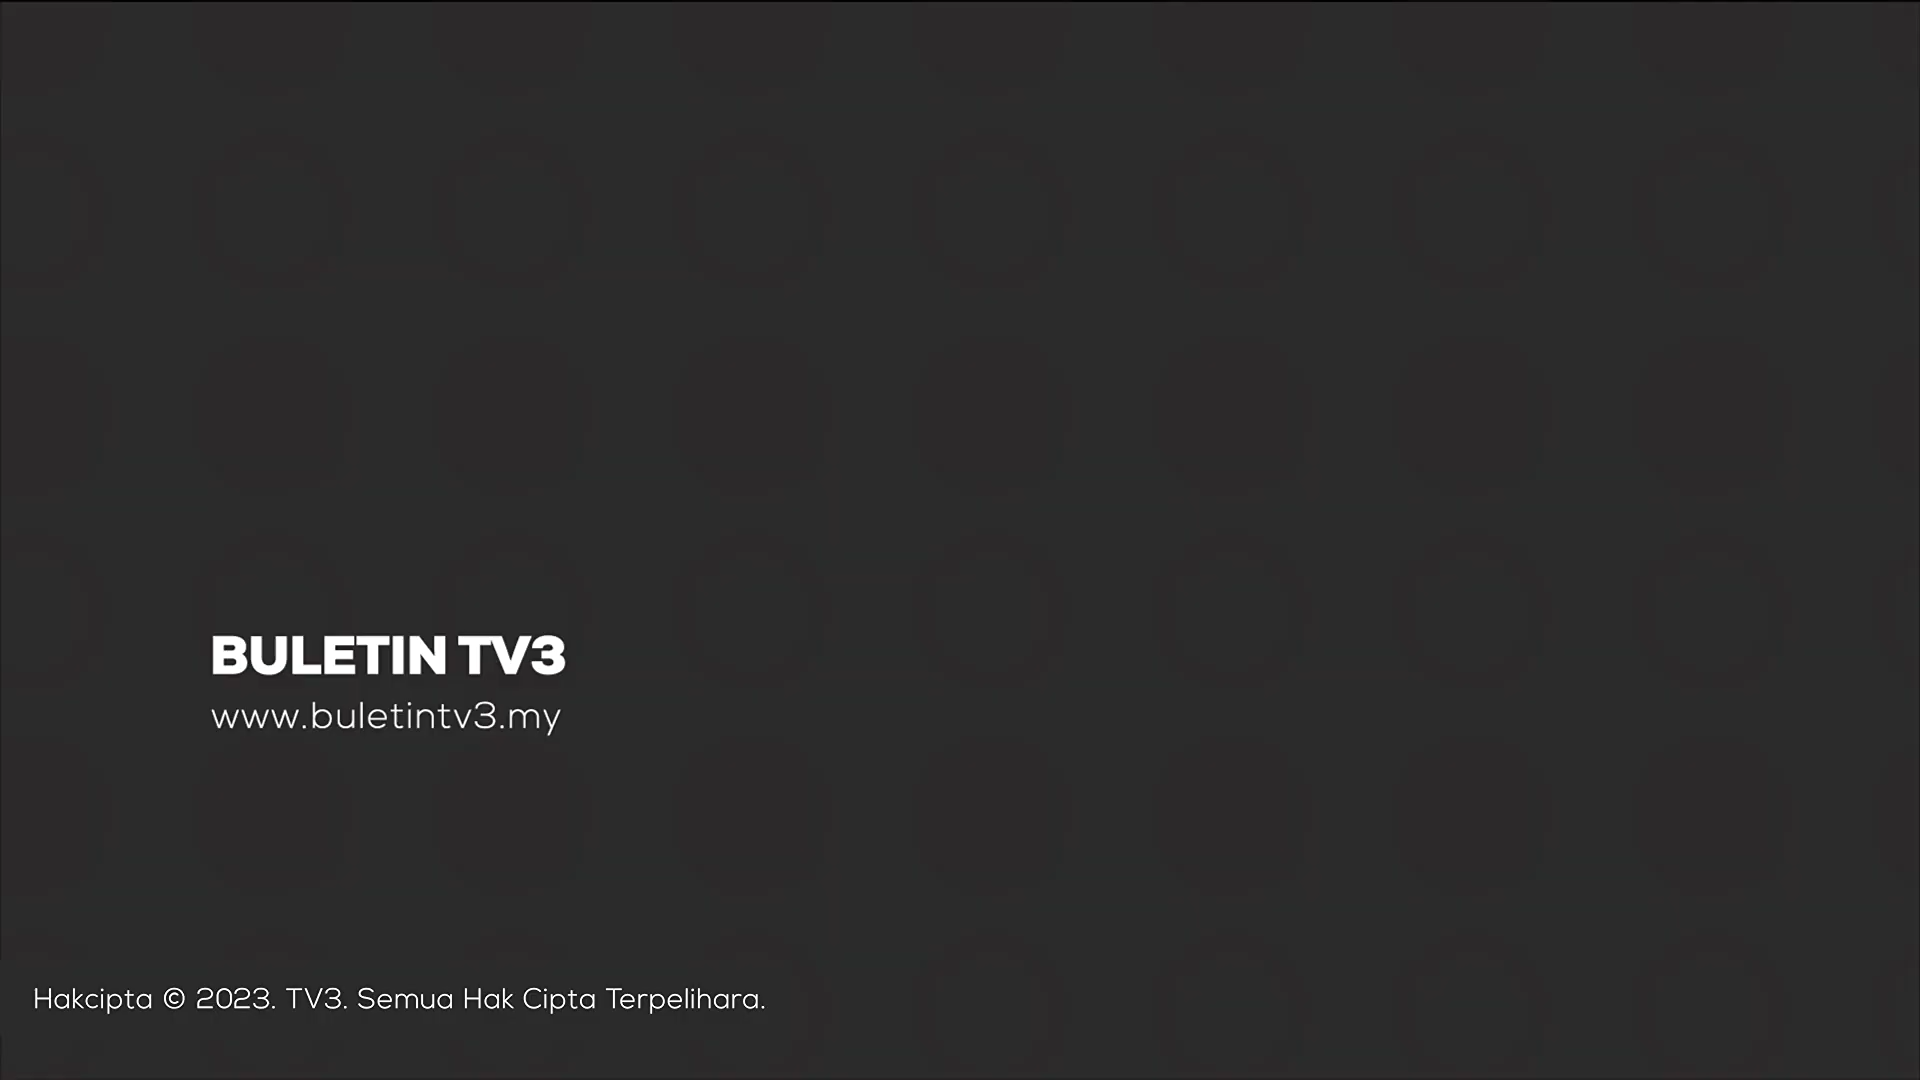 BULETIN TV3
www.buletintv3.my
Hakcipta © 2023. TV3. Semua Hak Cipta Terpelihara.